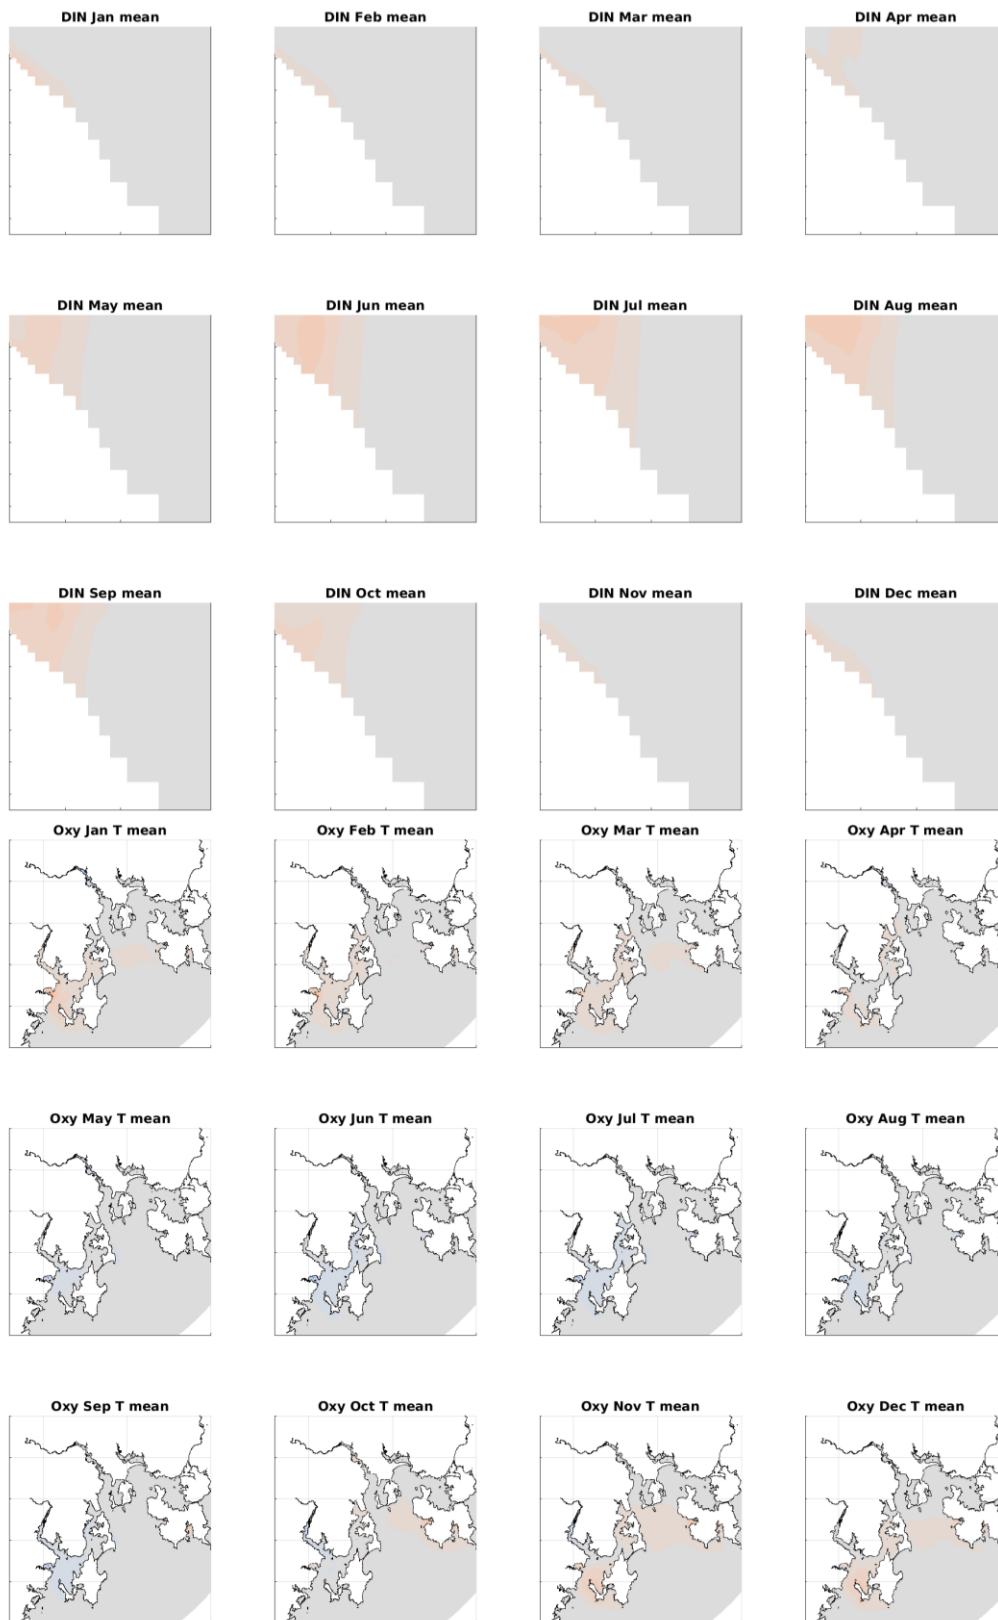 DIN Jan mean DIN Feb mean DIN Mar mean DIN Apr mean
DIN May mean DIN Jun mean DIN Jul mean DIN Aug mean
DIN Sep mean DIN Oct mean DIN Nov mean DIN Dec mean
Oxy Jan T mean Oxy Feb T mean Oxy Mar T mean Oxy Apr T mean
Oxy May T mean Oxy Jun T mean Oxy Jul T mean Oxy Aug T mean
Oxy Sep T mean Oxy Oct T mean Oxy Nov T mean Oxy Dec T mean